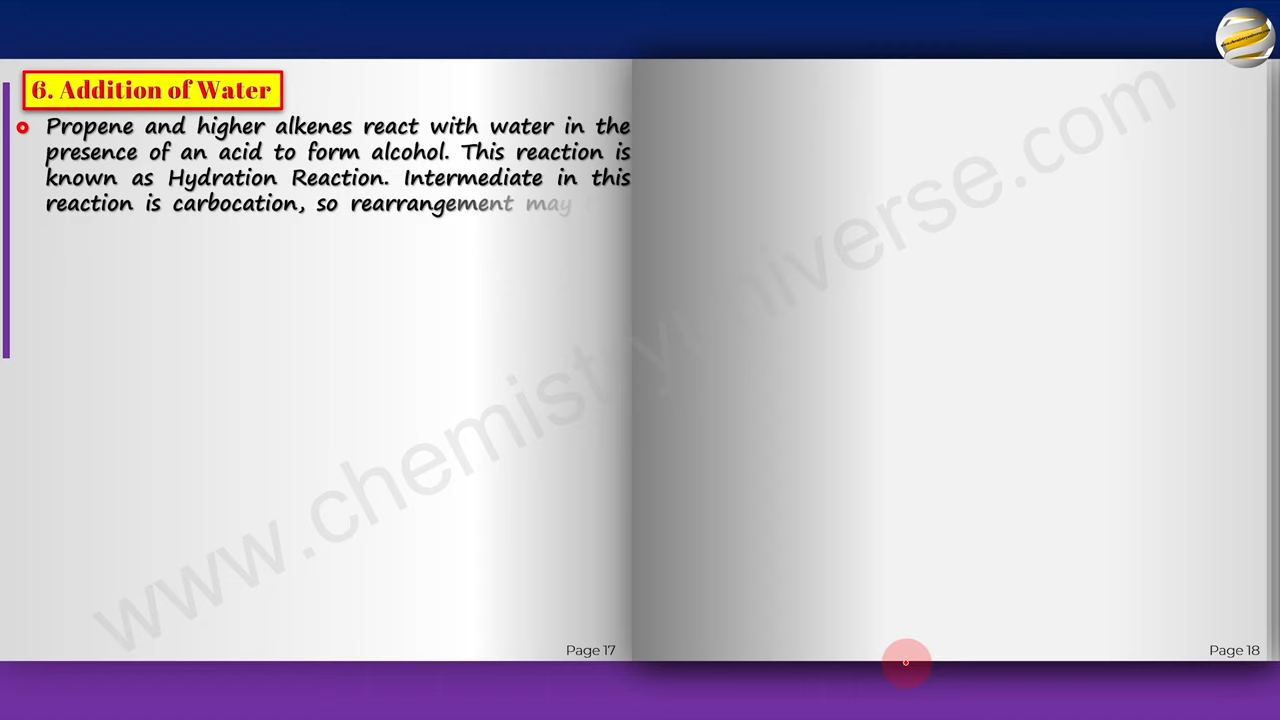 6. Addition of Water
Propene and higher alkenes react with water in the
presence of an acid to form alcohol. This reaction is
known as Hydration Reaction. Intermediate in this
reaction is carbocation, so rearrangement may
www.chemistryuniverse.com
Page 17
Page 18